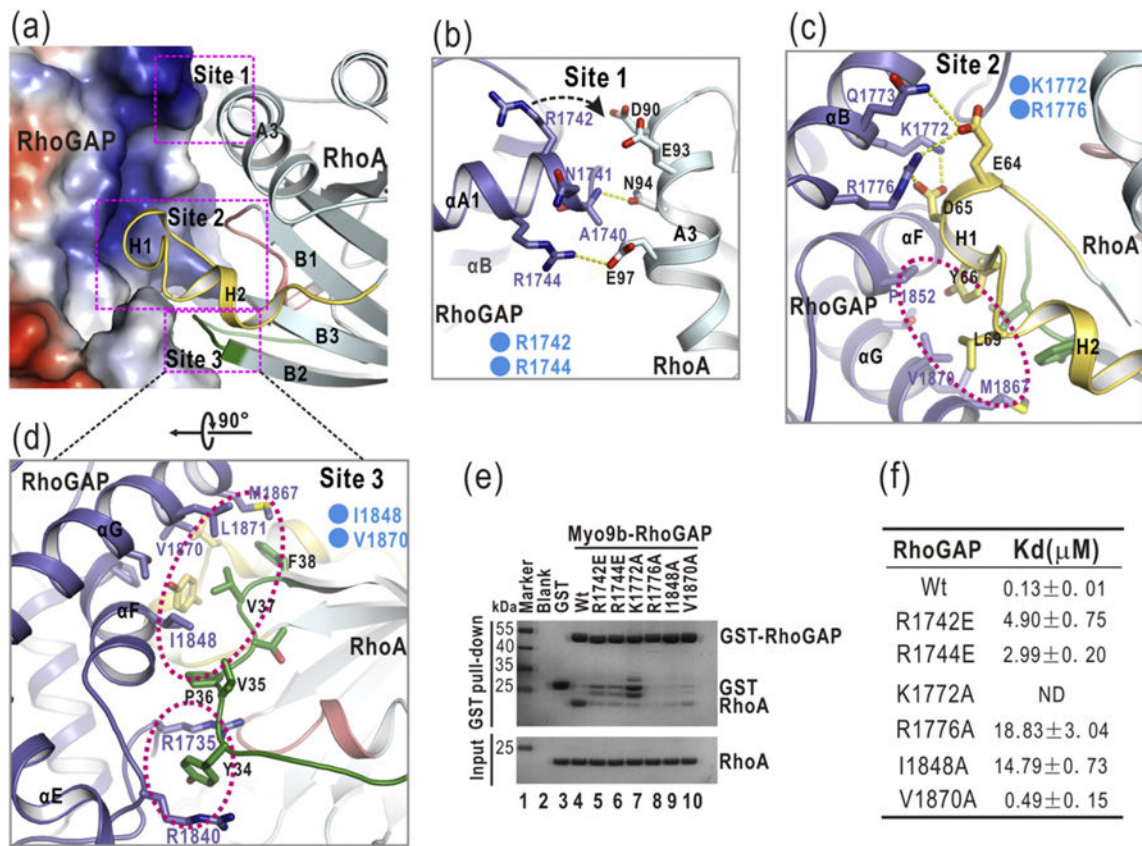 (a)
Site 1
A3
RhoGAP
RhoA
Site 2
H1
B1
H2
B3
Site 3
B2
(b)
Site 1
R1742
D90
E93
N1741
N94
αA1
A1740
A3
αB
R1744
E97
RhoGAP
R1742
R1744
RhoA
(c)
Site 2
K1772
R1776
Q1773
αB
K1772
E64
R1776
D65
αF
H1
RhoA
Y66
RhoGAP
P1852
L69
αG
H2
V1870
M1867
90°
(d)
RhoGAP
Site 3
M1867
I1848
V1870
αG
L1871
V1870
F38
αF
V37
I1848
RhoA
V35
P36
R1735
Y34
αE
R1840
(e)
Myo9b-RhoGAP
kDa
Marker
Blank
GST
Wt
R1742E
R1744E
K1772A
R1776A
I1848A
V1870A
GST pull-down
55
40
35
25
GST-RhoGAP
GST
RhoA
Input
25
RhoA
1 2 3 4 5 6 7 8 9 10
(f)
RhoGAP Kd(μM)
Wt 0.13±0.01
R1742E 4.90±0.75
R1744E 2.99±0.20
K1772A ND
R1776A 18.83±3.04
I1848A 14.79±0.73
V1870A 0.49±0.15